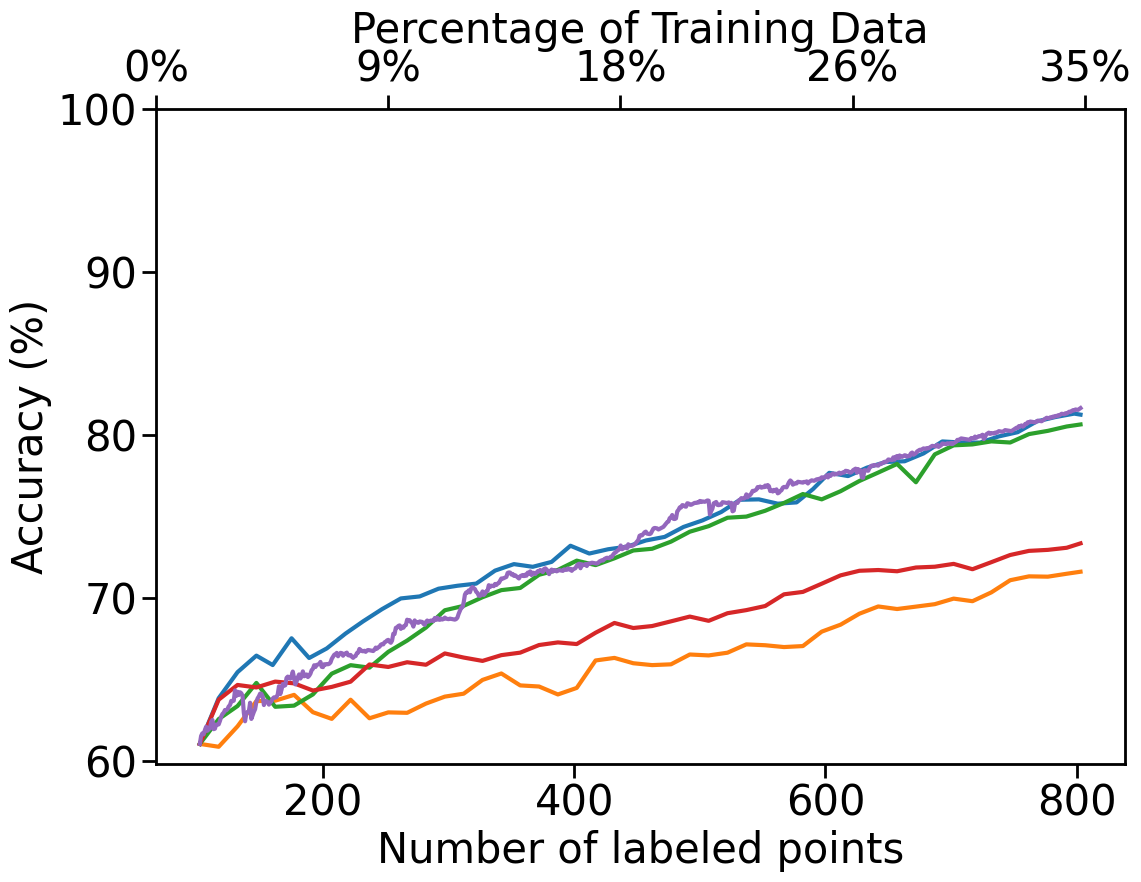 Percentage of Training Data
0% 9% 18% 26% 35%
100
90
80
70
60
Accuracy (%)
200 400 600 800
Number of labeled points